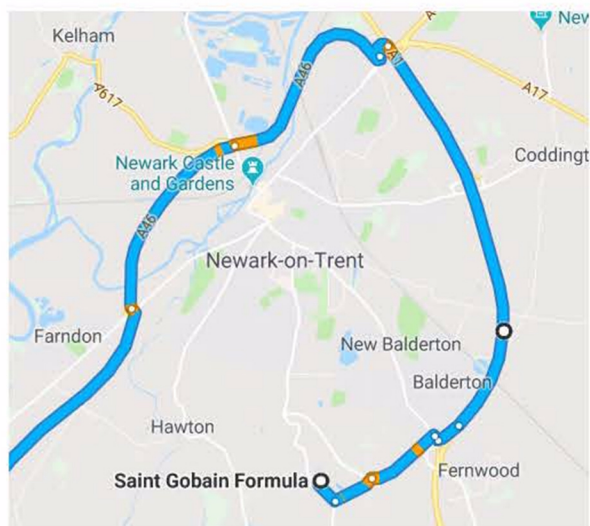 Kelham
New
A617
A46
A1
A17
Newark Castle
and Gardens
Coddingt
A46
Newark-on-Trent
Farndon
New Balderton
Balderton
Hawton
Saint Gobain Formula
Fernwood